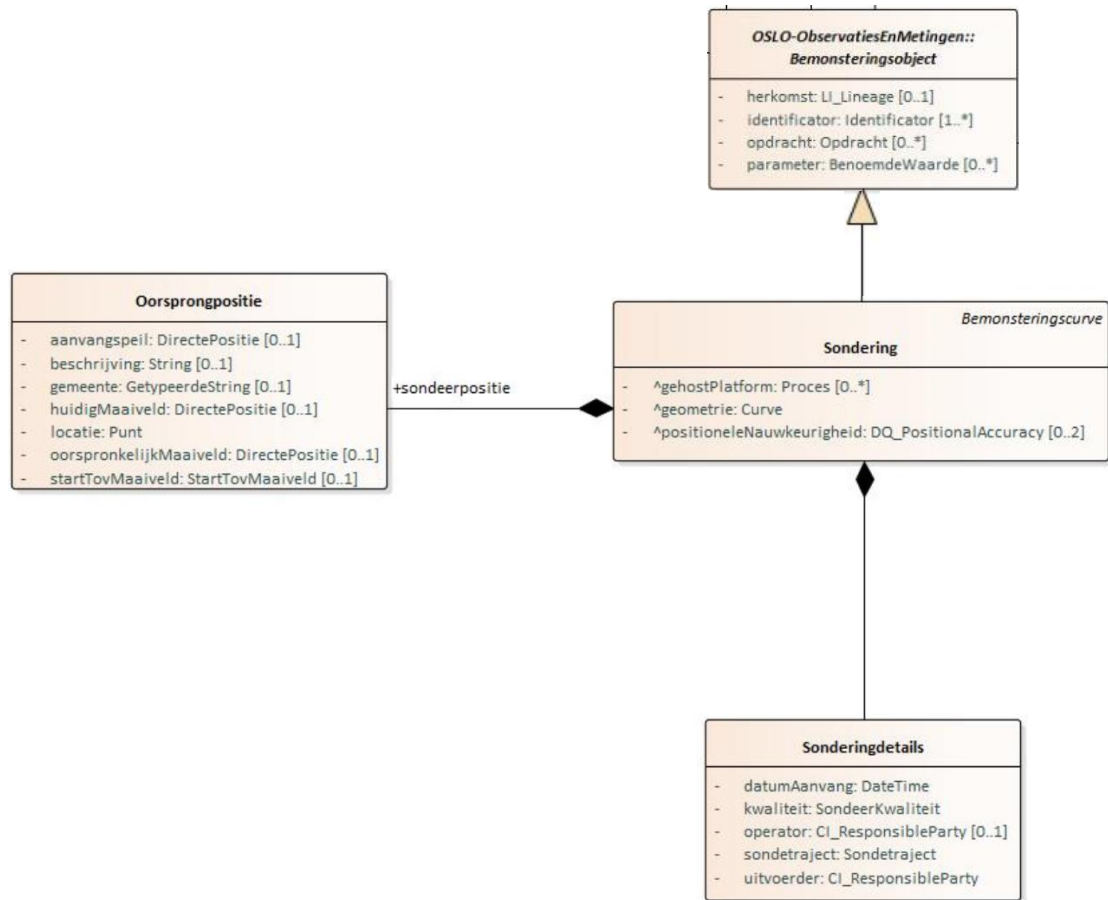 OSLO-ObservatiesEnMetingen::
Bemonsteringsobject
- herkomst: LI_Lineage [0..1]
- identificator: Identificator [1..*]
- opdracht: Opdracht [0..*]
- parameter: BenoemdeWaarde [0..*]
Oorsprongpositie
- aanvangspeil: DirectePositie [0..1]
- beschrijving: String [0..1]
- gemeente: GetypeerdeString [0..1]
- huidigMaaiveld: DirectePositie [0..1]
- locatie: Punt
- oorspronkelijkMaaiveld: DirectePositie [0..1]
- startTovMaaiveld: StartTovMaaiveld [0..1]
+sondeerpositie
Bemonsteringscurve
Sondering
- ^gehostPlatform: Proces [0..*]
- ^geometrie: Curve
- ^positioneleNauwkeurigheid: DQ_PositionalAccuracy [0..2]
Sonderingdetails
- datumAanvang: DateTime
- kwaliteit: SondeerKwaliteit
- operator: CI_ResponsibleParty [0..1]
- sondetraject: Sondetraject
- uitvoerder: CI_ResponsibleParty